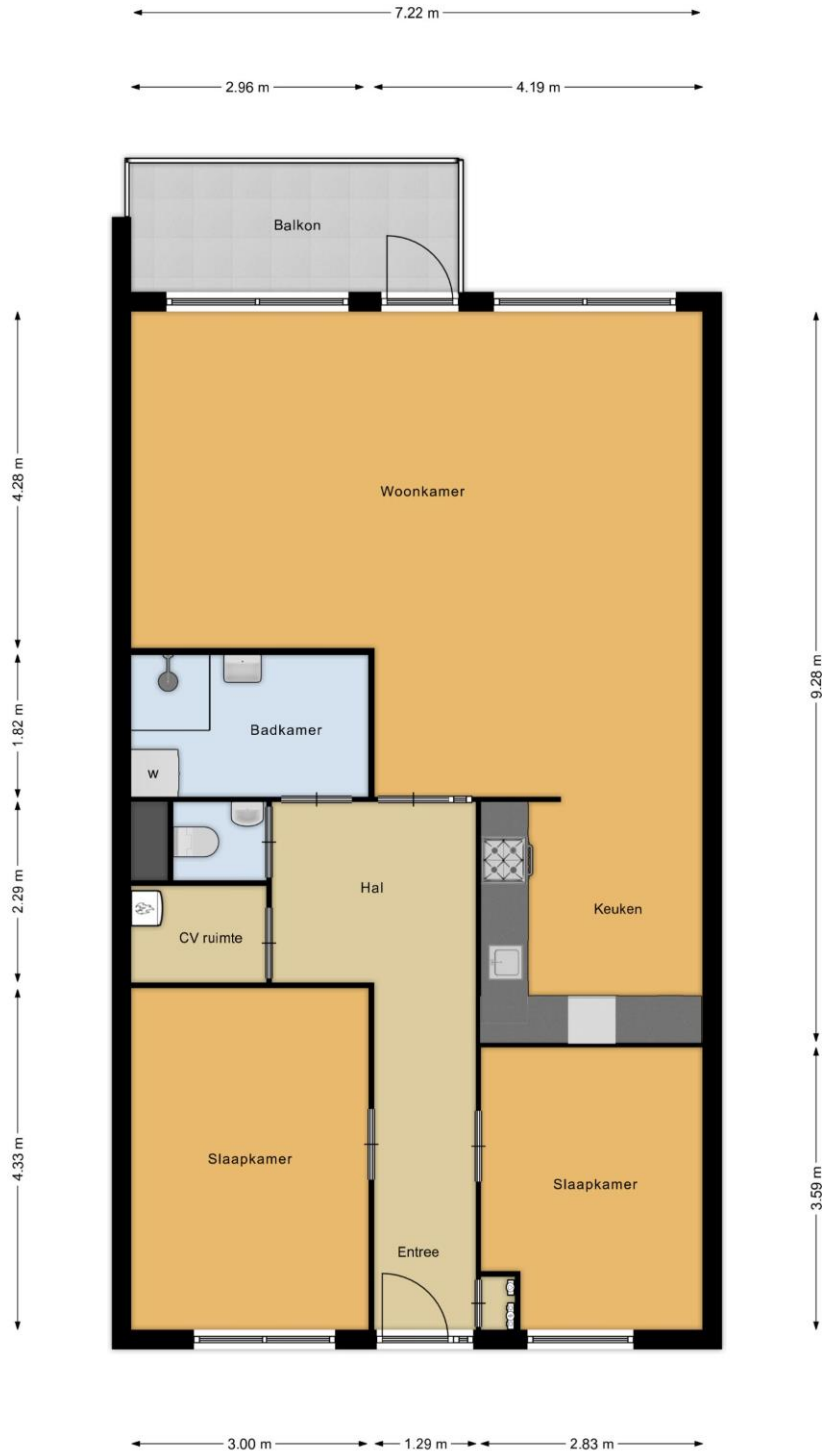 7.22 m
2.96 m
4.19 m
Balkon
4.28 m
Woonkamer
9.28 m
1.82 m
Badkamer
W
2.29 m
Hal
Keuken
CV ruimte
4.33 m
Slaapkamer
Slaapkamer
3.59 m
Entree
3.00 m
1.29 m
2.83 m